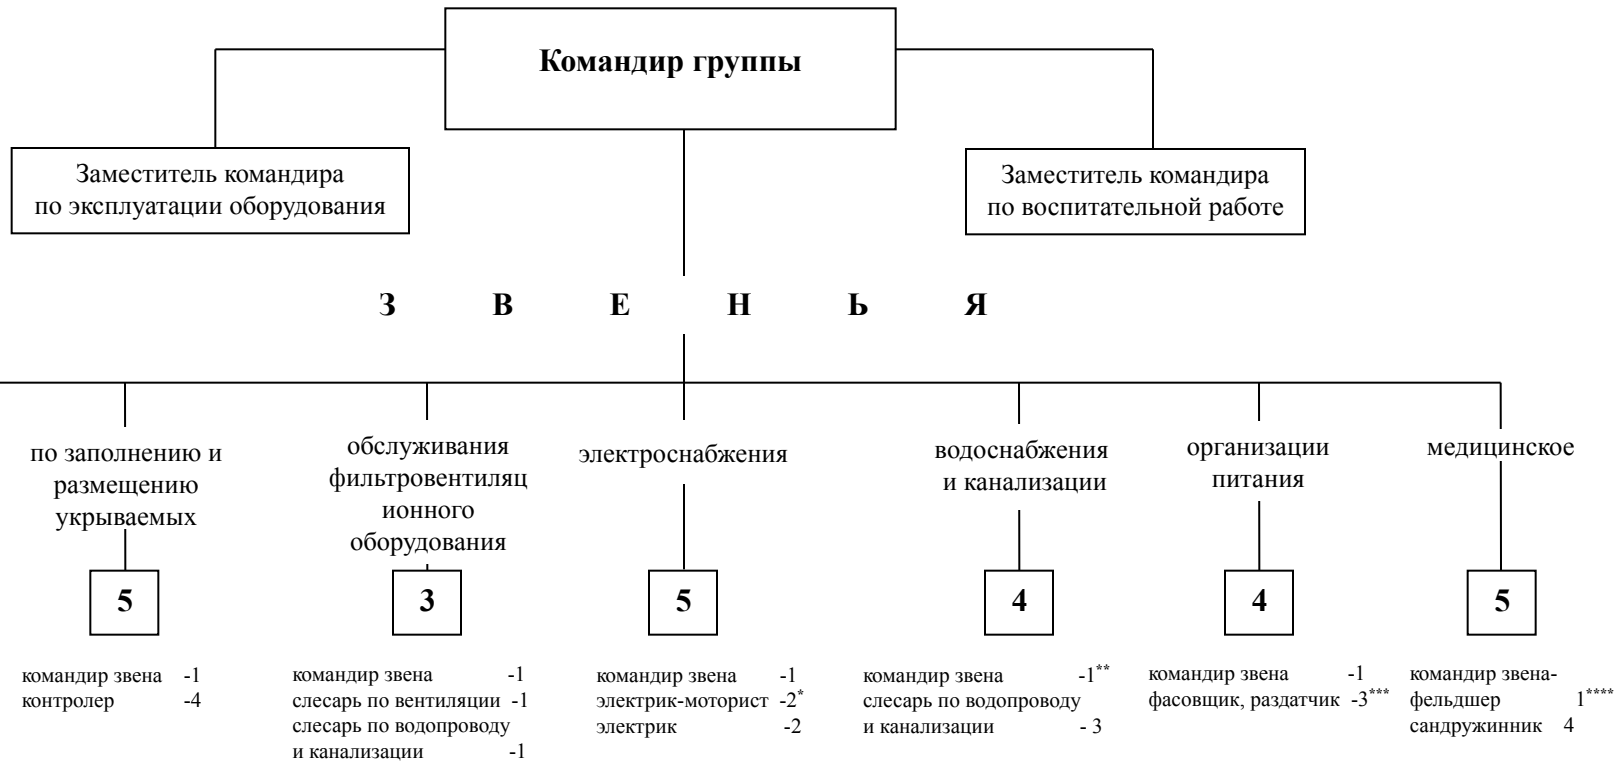 Командир группы
Заместитель командира
по эксплуатации оборудования
Заместитель командира
по воспитательной работе
З В Е Н Ь Я
по заполнению и
размещению
укрываемых
обслуживания
фильтровентиляц
ионного
оборудования
электроснабжения
водоснабжения
и канализации
организации
питания
медицинское
5
3
5
4
4
5
командир звена -1
контролер -4
командир звена -1
слесарь по вентиляции -1
слесарь по водопроводу
и канализации -1
командир звена -1
электрик-моторист -2*
электрик -2
командир звена -1**
слесарь по водопроводу
и канализации - 3
командир звена -1
фасовщик, раздатчик -3***
командир звена-
фельдшер 1****
сандружинник 4